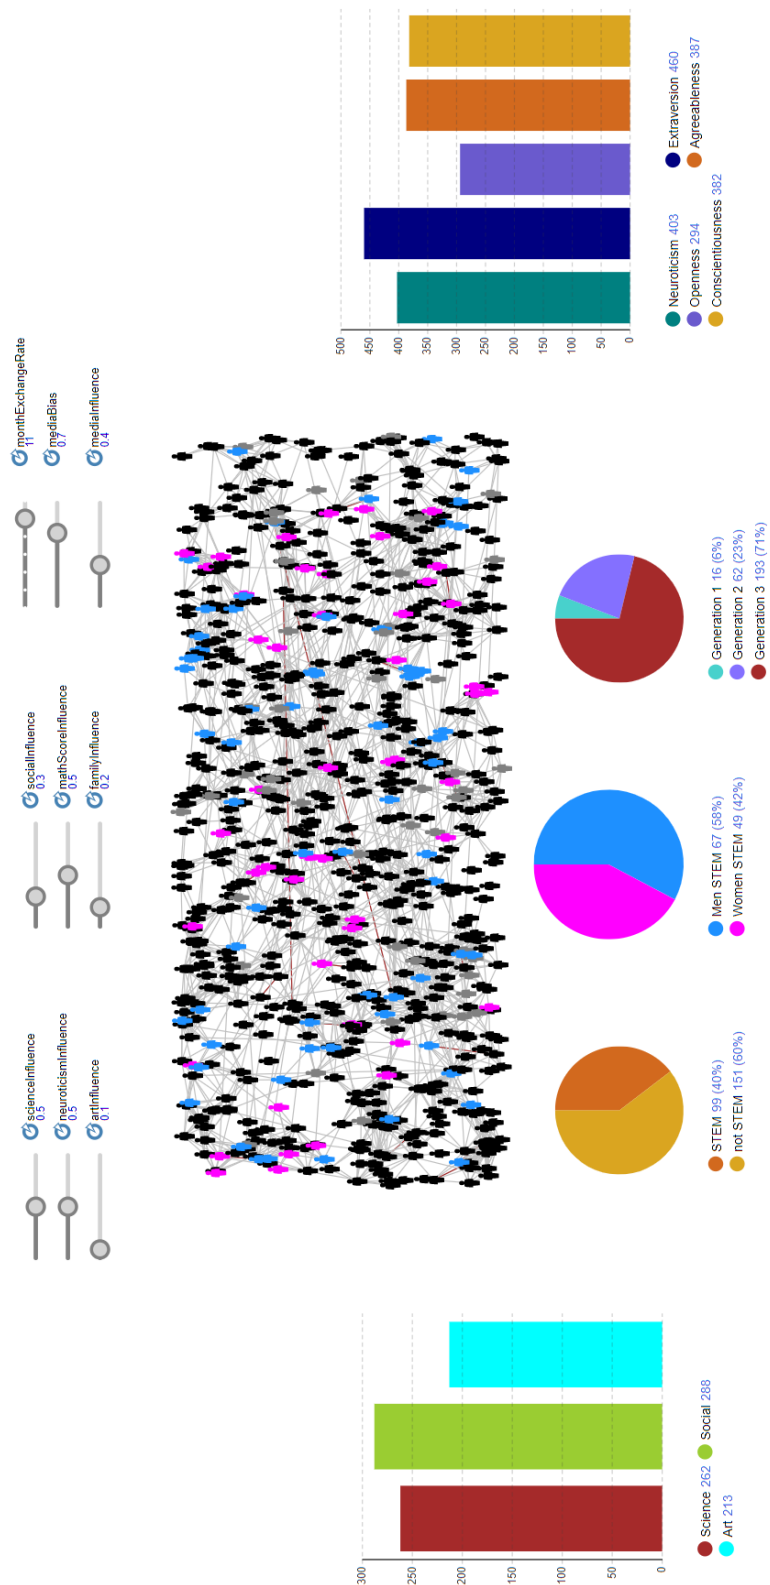 scienceInfluence
0.5
neuroticismInfluence
0.5
artInfluence
0.1
socialInfluence
0.3
mathScoreInfluence
0.5
familyInfluence
0.2
monthExchangeRate
11
mediaBias
0.7
mediaInfluence
0.4
300
250
200
150
100
50
0
Science 262 Social 288
Art 213
STEM 99 (40%)
not STEM 151 (60%)
Men STEM 67 (58%)
Women STEM 49 (42%)
Generation 1 16 (6%)
Generation 2 62 (23%)
Generation 3 193 (71%)
500
450
400
350
300
250
200
150
100
50
0
Neuroticism 403 Extraversion 460
Openness 294 Agreeableness 387
Conscientiousness 382